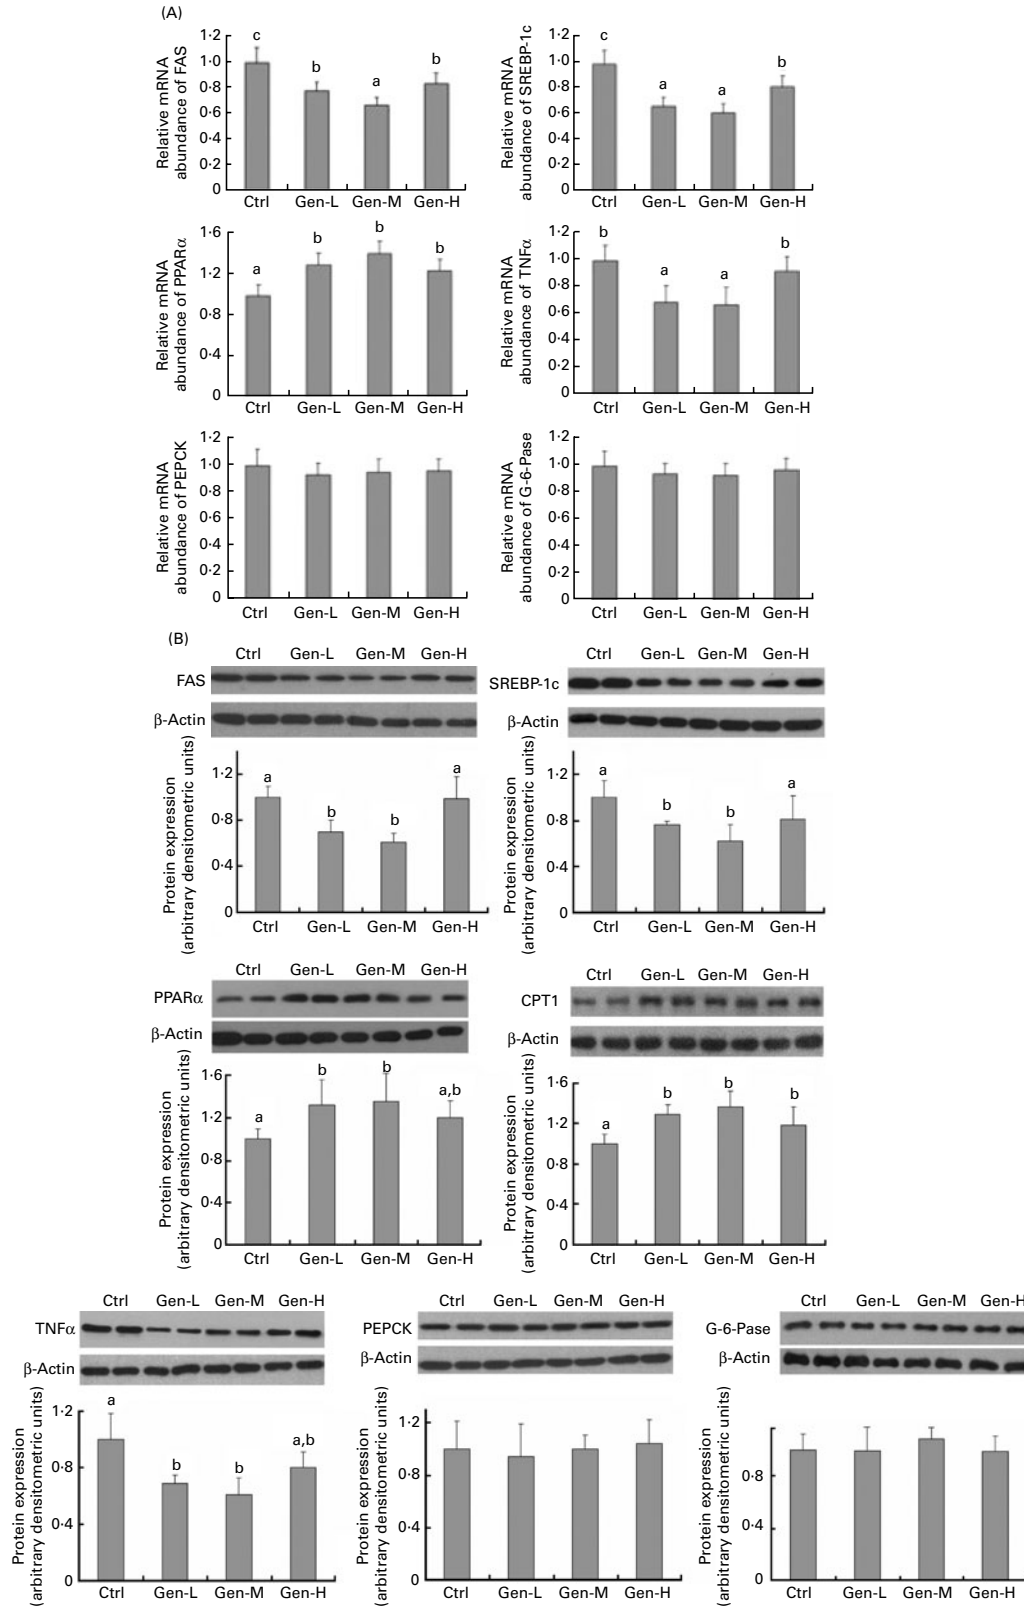 (A)
Relative mRNA
abundance of FAS
1·2
1·0
0·8
0·6
0·4
0·2
0
c
b
a
b
Ctrl Gen-L Gen-M Gen-H
Relative mRNA
abundance of SREBP-1c
1·2
1·0
0·8
0·6
0·4
0·2
0
c
a
a
b
Ctrl Gen-L Gen-M Gen-H
Relative mRNA
abundance of PPARα
1·6
1·2
0·8
0·4
0
a
b
b
b
Ctrl Gen-L Gen-M Gen-H
Relative mRNA
abundance of TNFα
1·2
1·0
0·8
0·6
0·4
0·2
0
b
a
a
b
Ctrl Gen-L Gen-M Gen-H
Relative mRNA
abundance of PEPCK
1·2
1·0
0·8
0·6
0·4
0·2
0
Ctrl Gen-L Gen-M Gen-H
Relative mRNA
abundance of G-6-Pase
1·2
1·0
0·8
0·6
0·4
0·2
0
Ctrl Gen-L Gen-M Gen-H
(B)
Ctrl Gen-L Gen-M Gen-H
FAS
β-Actin
Protein expression
(arbitrary densitometric units)
1·2
0·8
0·4
0
a
b
b
a
Ctrl Gen-L Gen-M Gen-H
Ctrl Gen-L Gen-M Gen-H
SREBP-1c
β-Actin
Protein expression
(arbitrary densitometric units)
1·2
0·8
0·4
0
a
b
b
a
Ctrl Gen-L Gen-M Gen-H
Ctrl Gen-L Gen-M Gen-H
PPARα
β-Actin
Protein expression
(arbitrary densitometric units)
1·6
1·2
0·8
0·4
0
a
b
b
a,b
Ctrl Gen-L Gen-M Gen-H
Ctrl Gen-L Gen-M Gen-H
CPT1
β-Actin
Protein expression
(arbitrary densitometric units)
1·6
1·2
0·8
0·4
0
a
b
b
b
Ctrl Gen-L Gen-M Gen-H
Ctrl Gen-L Gen-M Gen-H
TNFα
β-Actin
Protein expression
(arbitrary densitometric units)
1·2
0·8
0·4
0
a
b
b
a,b
Ctrl Gen-L Gen-M Gen-H
Ctrl Gen-L Gen-M Gen-H
PEPCK
β-Actin
Protein expression
(arbitrary densitometric units)
1·2
0·8
0·4
0
Ctrl Gen-L Gen-M Gen-H
Ctrl Gen-L Gen-M Gen-H
G-6-Pase
β-Actin
Protein expression
(arbitrary densitometric units)
0·8
0·4
0
Ctrl Gen-L Gen-M Gen-H